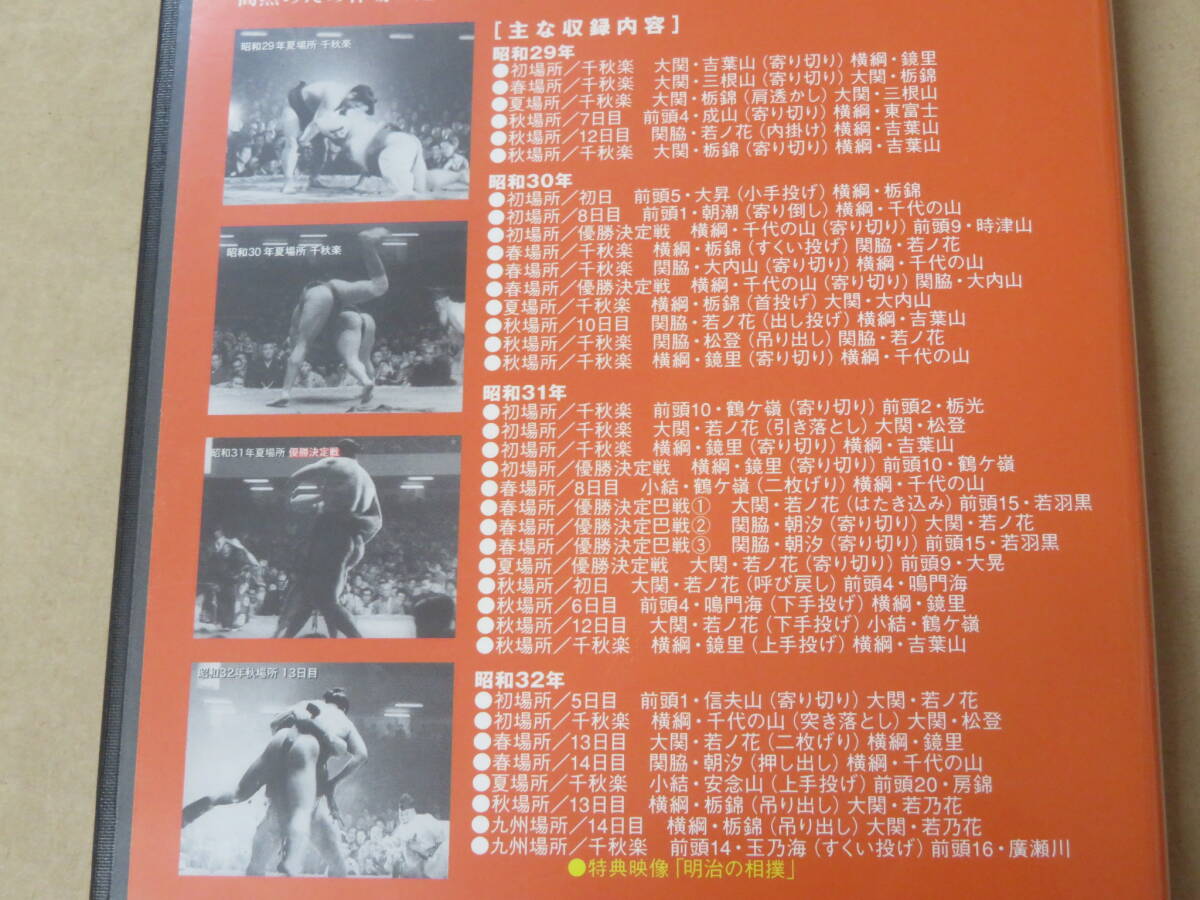 [主な収録内容]
昭和29年
●初場所／千秋楽　大関・吉葉山（寄り切り）横綱・鏡里
●春場所／千秋楽　大関・三根山（寄り切り）大関・栃錦
●夏場所／千秋楽　大関・栃錦（肩透かし）大関・三根山
●秋場所／7日目　前頭4・成山（寄り切り）横綱・東富士
●秋場所／12日目　関脇・若ノ花（内掛け）横綱・吉葉山
●秋場所／千秋楽　大関・栃錦（寄り切り）横綱・吉葉山
昭和30年
●初場所／初日　前頭5・大昇（小手投げ）横綱・栃錦
●初場所／8日目　前頭1・朝潮（寄り倒し）横綱・千代の山
●初場所／優勝決定戦　横綱・千代の山（寄り切り）前頭9・時津山
●春場所／千秋楽　横綱・栃錦（すくい投げ）関脇・若ノ花
●春場所／千秋楽　関脇・大内山（寄り切り）横綱・千代の山
●春場所／優勝決定戦　横綱・千代の山（寄り切り）関脇・大内山
●夏場所／千秋楽　横綱・栃錦（首投げ）大関・大内山
●秋場所／10日目　関脇・若ノ花（出し投げ）横綱・吉葉山
●秋場所／千秋楽　関脇・松登（吊り出し）関脇・若ノ花
●秋場所／千秋楽　横綱・鏡里（寄り切り）横綱・千代の山
昭和31年
●初場所／千秋楽　前頭10・鶴ケ嶺（寄り切り）前頭2・栃光
●初場所／千秋楽　大関・若ノ花（引き落とし）大関・松登
●初場所／千秋楽　横綱・鏡里（寄り切り）横綱・吉葉山
●初場所／優勝決定戦　横綱・鏡里（寄り切り）前頭10・鶴ケ嶺
●春場所／8日目　小結・鶴ケ嶺（二枚げり）横綱・千代の山
●春場所／優勝決定巴戦①　大関・若ノ花（はたき込み）前頭15・若羽黒
●春場所／優勝決定巴戦②　関脇・朝汐（寄り切り）大関・若ノ花
●春場所／優勝決定巴戦③　関脇・朝汐（寄り切り）前頭15・若羽黒
●夏場所／優勝決定戦　大関・若ノ花（寄り切り）前頭9・大晃
●秋場所／初日　大関・若ノ花（呼び戻し）前頭4・鳴門海
●秋場所／6日目　前頭4・鳴門海（下手投げ）横綱・鏡里
●秋場所／12日目　大関・若ノ花（下手投げ）小結・鶴ケ嶺
●秋場所／千秋楽　横綱・鏡里（上手投げ）横綱・吉葉山
昭和32年
●初場所／5日目　前頭1・信夫山（寄り切り）大関・若ノ花
●初場所／千秋楽　横綱・千代の山（突き落とし）大関・松登
●春場所／13日目　大関・若ノ花（二枚げり）横綱・鏡里
●春場所／14日目　関脇・朝汐（押し出し）横綱・千代の山
●夏場所／千秋楽　小結・安念山（上手投げ）前頭20・房錦
●秋場所／13日目　横綱・栃錦（吊り出し）大関・若乃花
●九州場所／14日目　横綱・栃錦（吊り出し）大関・若乃花
●九州場所／千秋楽　前頭14・玉乃海（すくい投げ）前頭16・廣瀬川
●特典映像「明治の相撲」
昭和29年夏場所 千秋楽
昭和30年夏場所 千秋楽
昭和31年夏場所 優勝決定戦
昭和32年秋場所 13日目